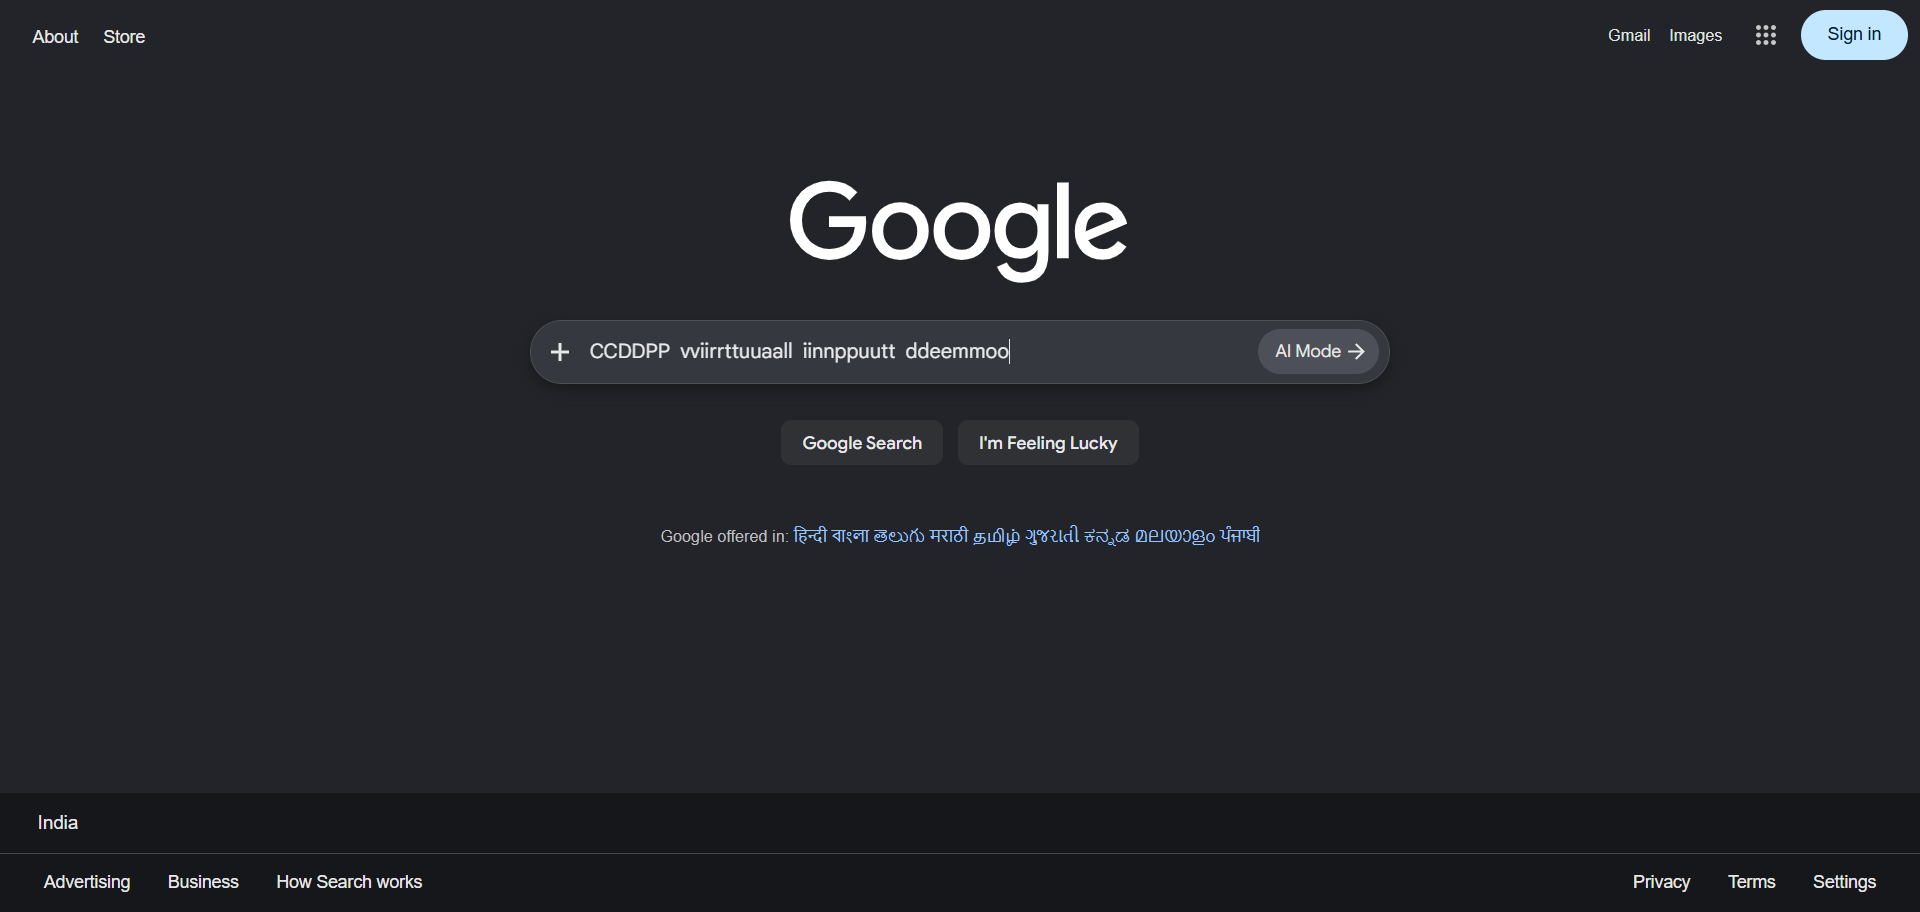 About Store
Gmail Images Sign in
Google
CCDDPP  vviirrttuuaall  iinnppuutt  ddeemmoo
AI Mode
Google Search I'm Feeling Lucky
Google offered in: हिन्दी বাংলা తెలుగు मराठी தமிழ் ગુજરાતી ಕನ್ನಡ മലയാളം ਪੰਜਾਬੀ
India
Advertising Business How Search works
Privacy Terms Settings